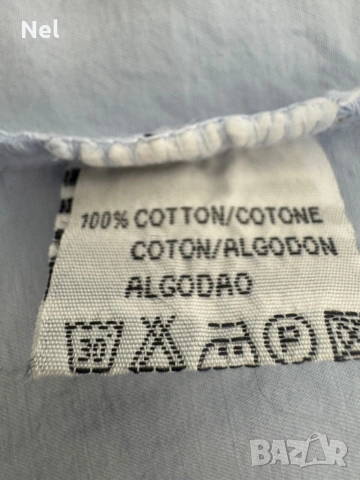 Nel
100% COTTON/COTONE
COTON/ALGODON
ALGODAO
30 P
BAZAR
bg